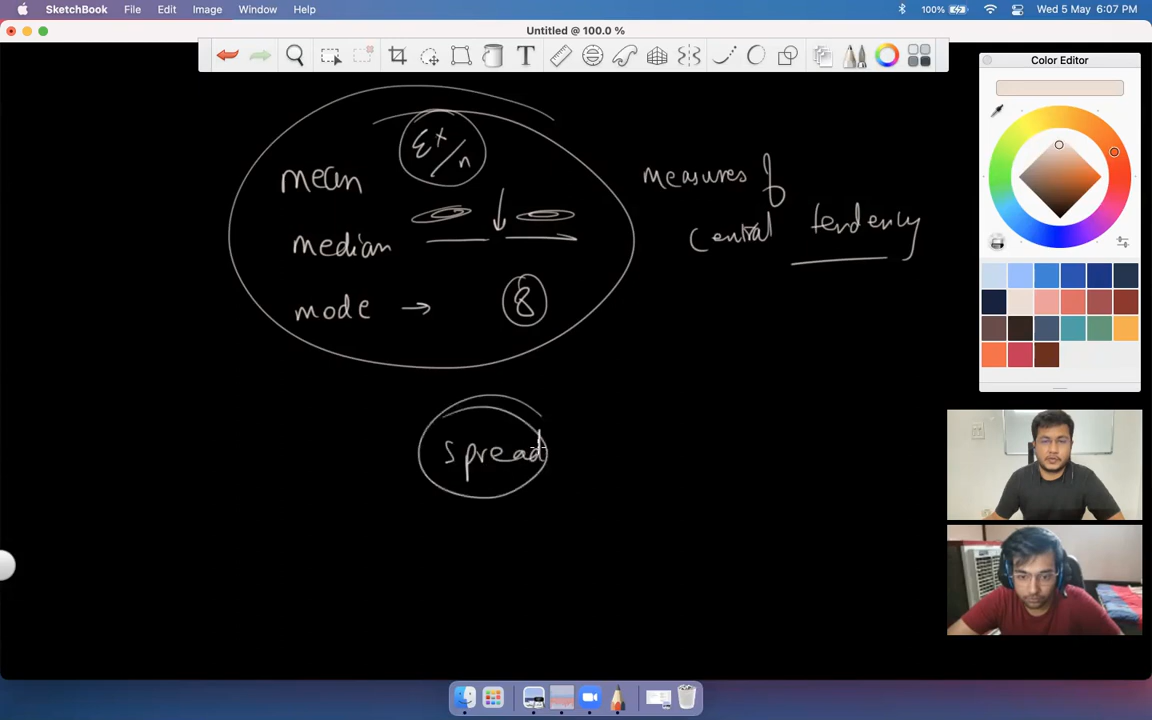 SketchBook File Edit Image Window Help 100% Wed 5 May 6:07 PM
Untitled @ 100.0 %
T
Color Editor
Σx/n
mean
measures of
central tendency
median
mode → 8
spread